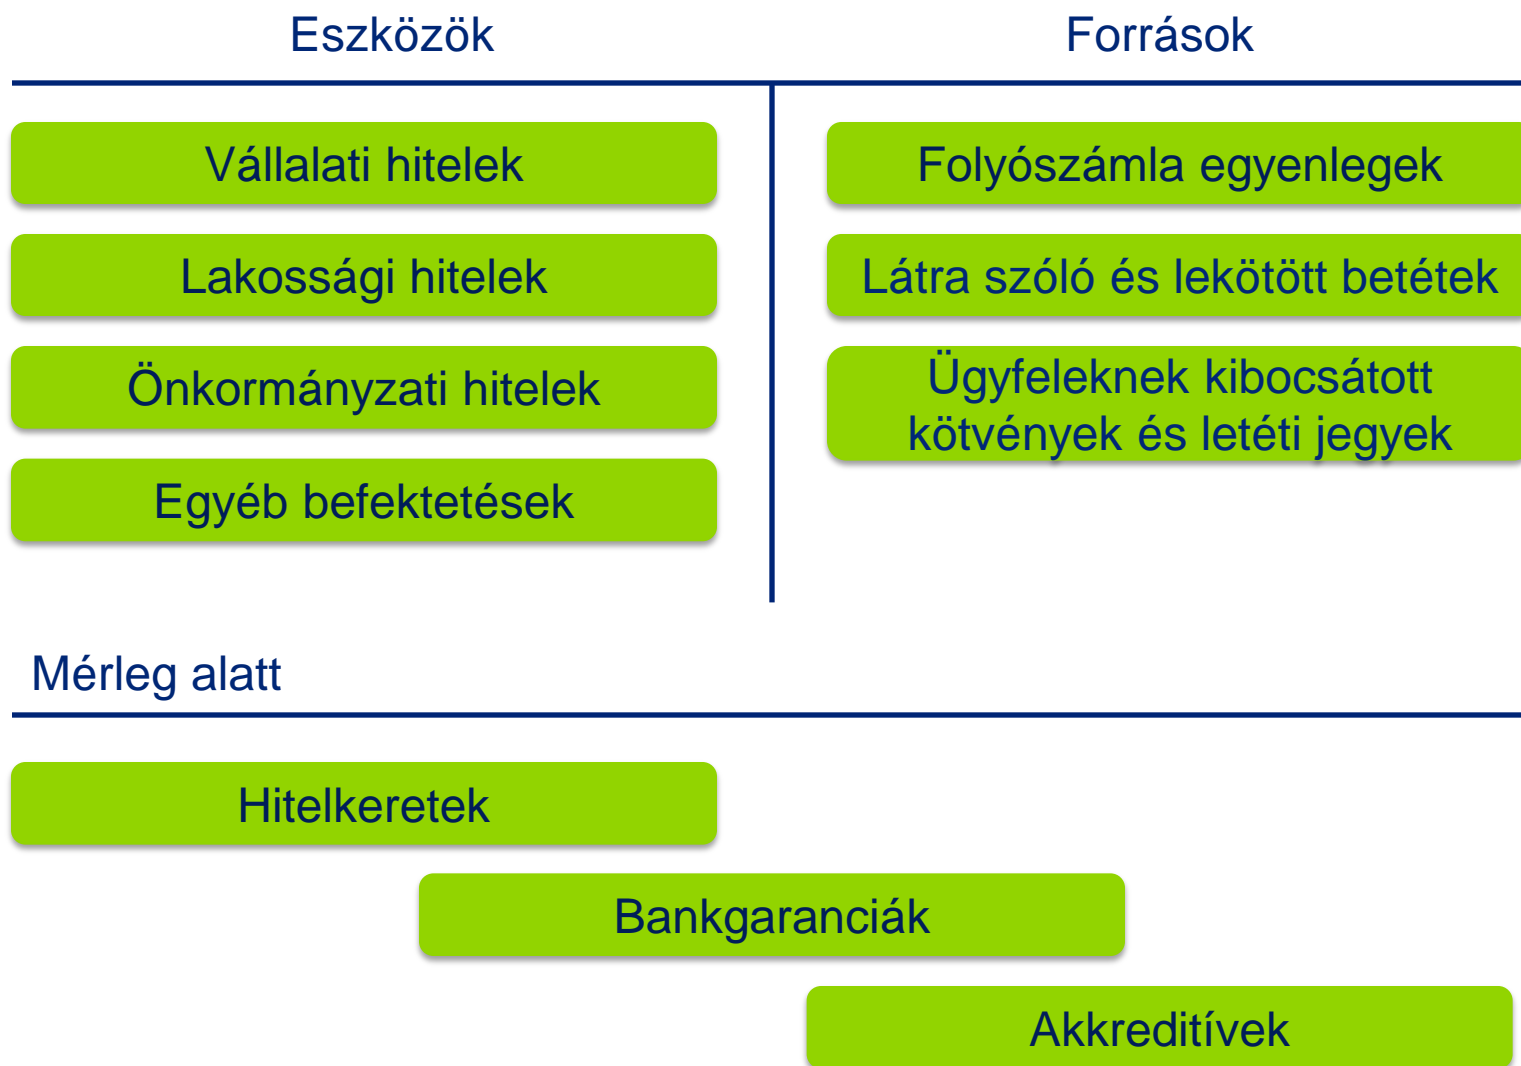 Eszközök
Források
Vállalati hitelek
Lakossági hitelek
Önkormányzati hitelek
Egyéb befektetések
Folyószámla egyenlegek
Látra szóló és lekötött betétek
Ügyfeleknek kibocsátott
kötvények és letéti jegyek
Mérleg alatt
Hitelkeretek
Bankgaranciák
Akkreditívek